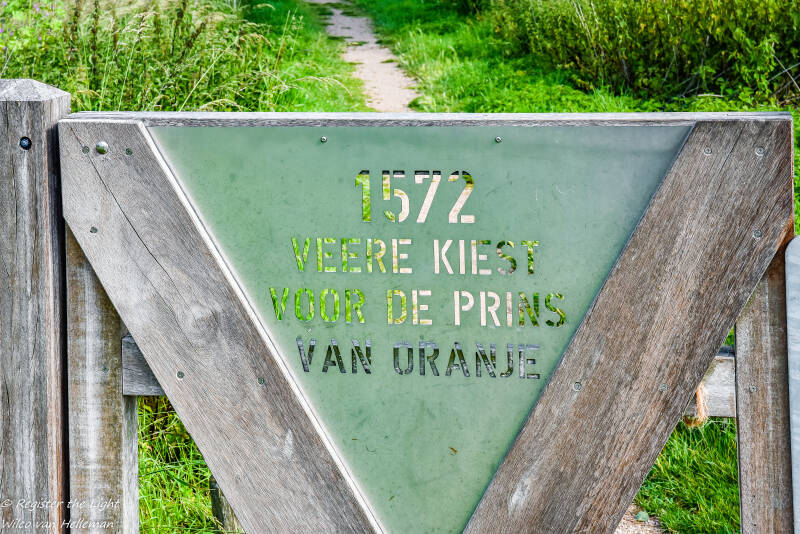 1572
VEERE KIEST
VOOR DE PRINS
VAN ORANJE
© Register the Light
Wilco van Helleman